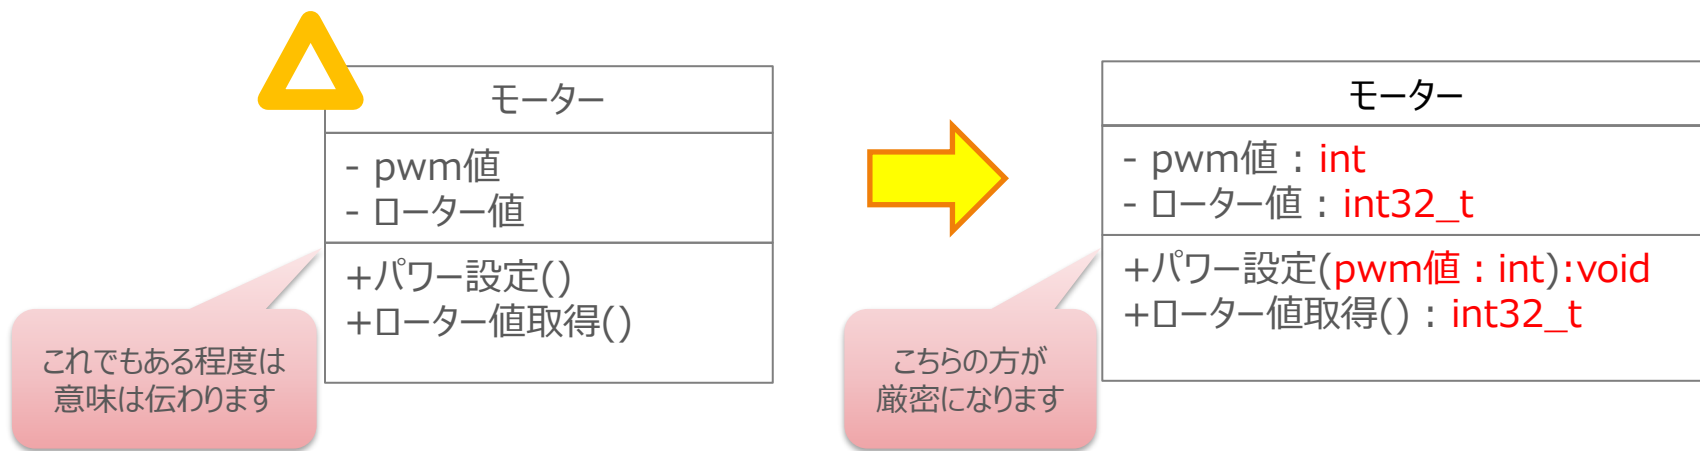 モーター
- pwm値
- ローター値
+パワー設定()
+ローター値取得()
これでもある程度は
意味は伝わります
モーター
- pwm値：int
- ローター値：int32_t
+パワー設定(pwm値：int):void
+ローター値取得()：int32_t
こちらの方が
厳密になります